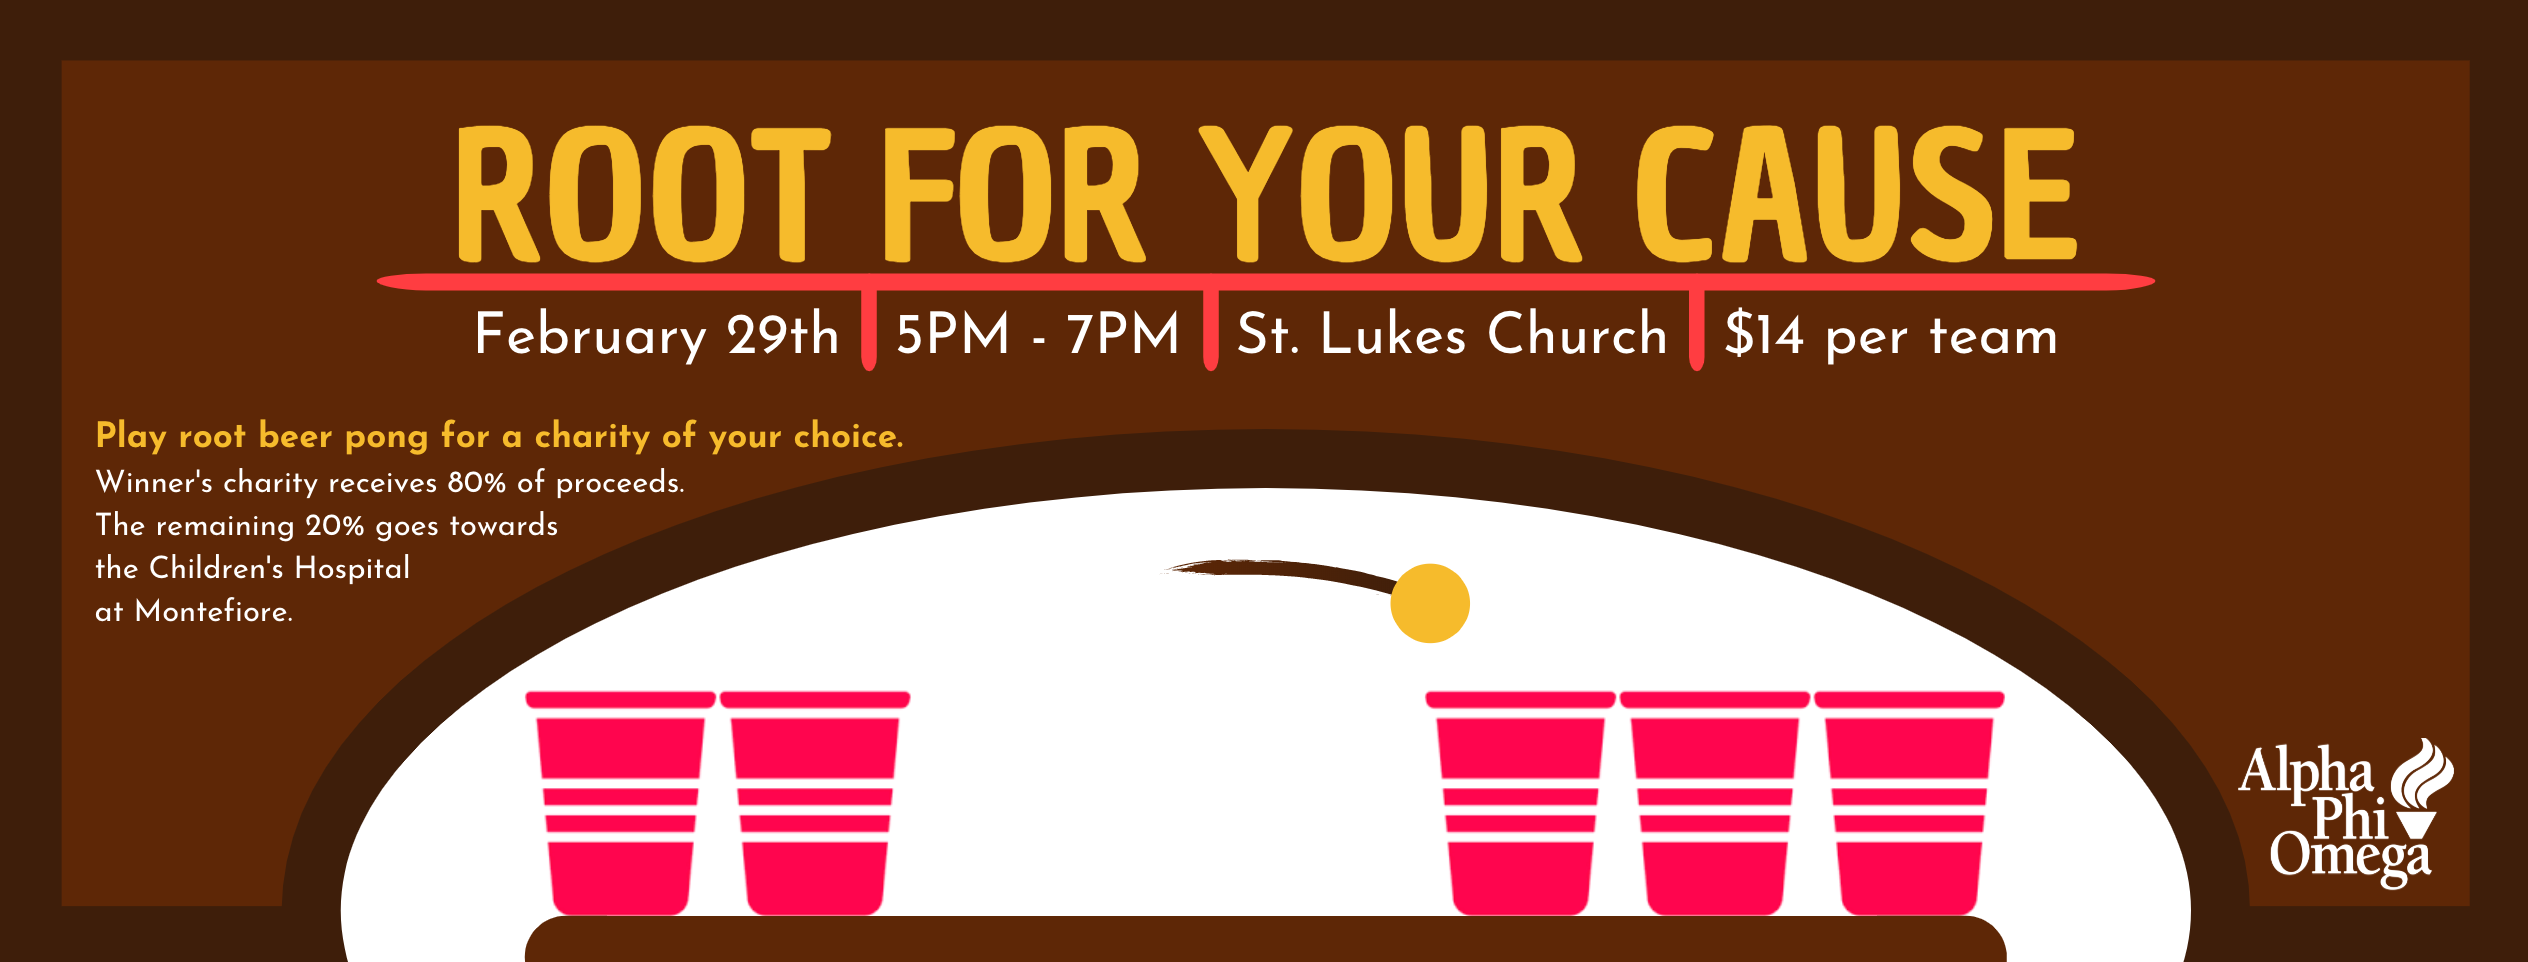 ROOT FOR YOUR CAUSE
February 29th 5PM - 7PM St. Lukes Church $14 per team
Play root beer pong for a charity of your choice.
Winner's charity receives 80% of proceeds.
The remaining 20% goes towards
the Children's Hospital
at Montefiore.
Alpha
Phi
Omega